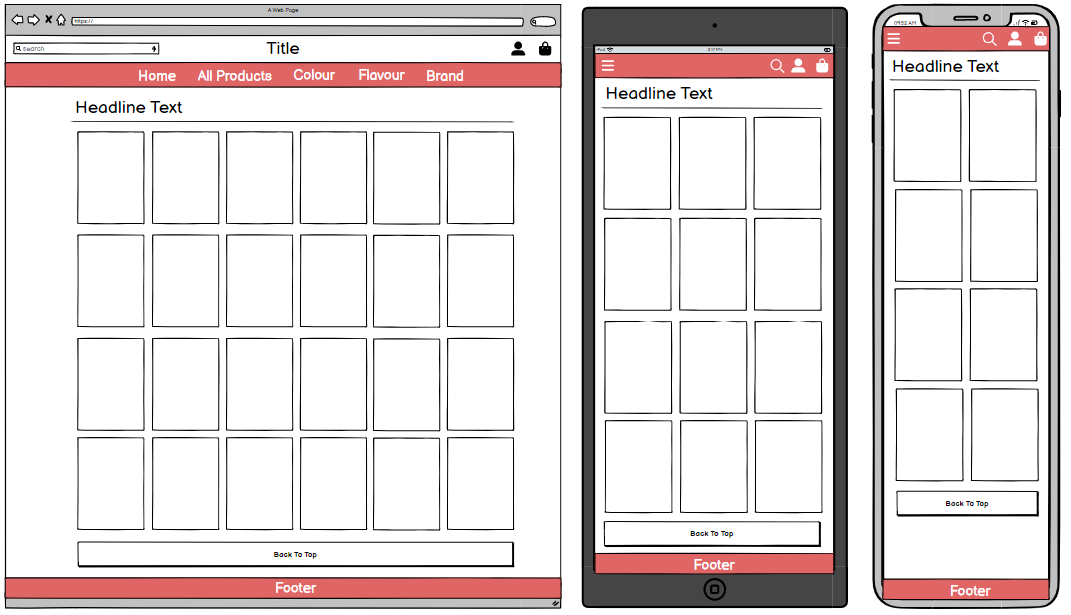 A Web Page
https://
search
Title
Home All Products Colour Flavour Brand
Headline Text
Back To Top
Footer
iPad
8:17 PM
Headline Text
Back To Top
Footer
09:52 AM
Headline Text
Back To Top
Footer